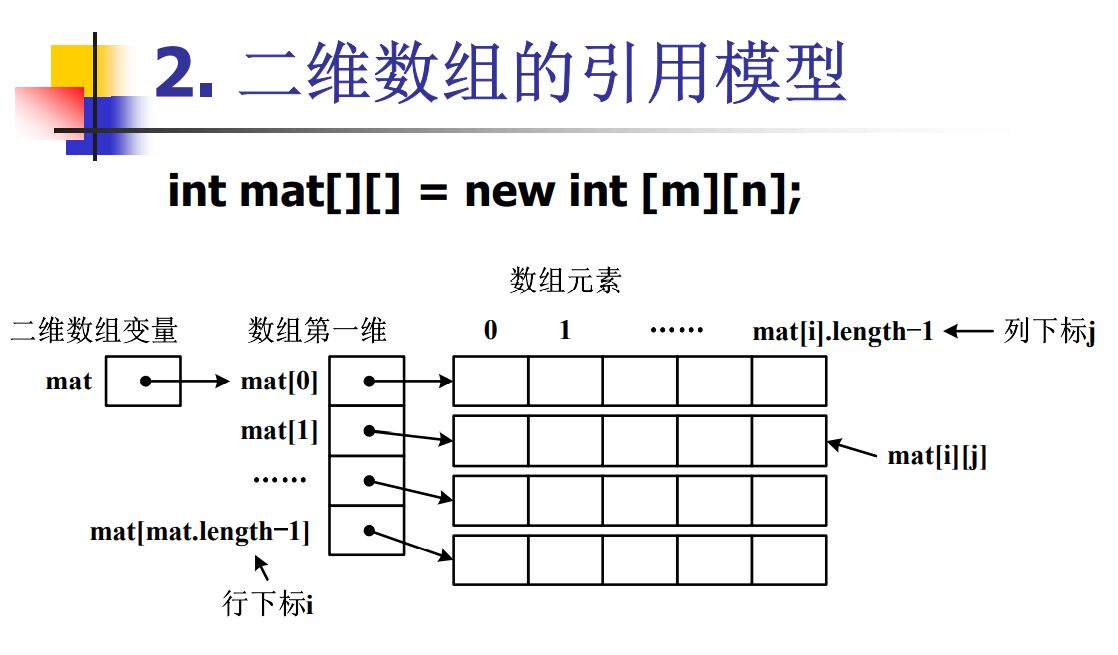 2. 二维数组的引用模型
int mat[][] = new int [m][n];
数组元素
二维数组变量 数组第一维 0 1 …… mat[i].length-1 列下标j
mat mat[0]
mat[1]
mat[i][j]
……
mat[mat.length-1]
行下标i